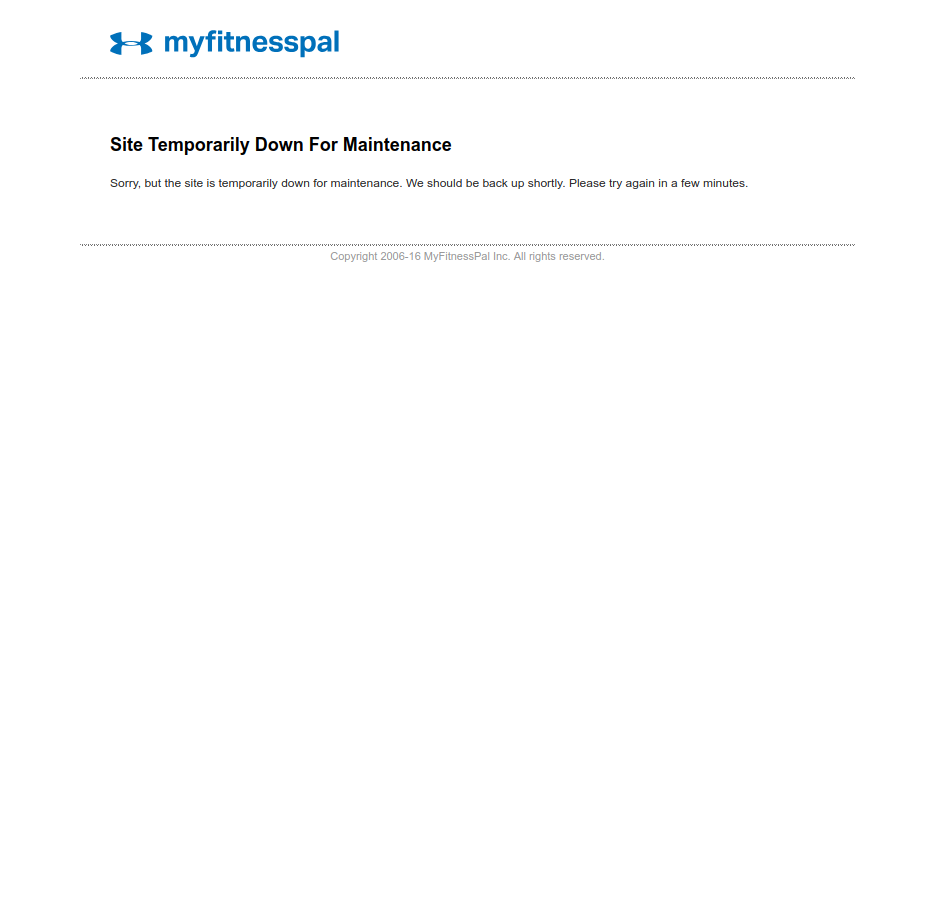 myfitnesspal
Site Temporarily Down For Maintenance
Sorry, but the site is temporarily down for maintenance. We should be back up shortly. Please try again in a few minutes.
Copyright 2006-16 MyFitnessPal Inc. All rights reserved.